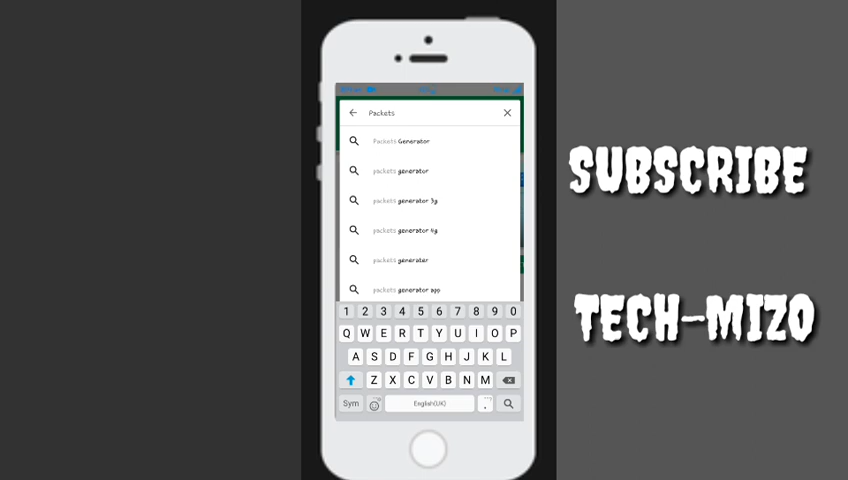 Packets
Packets Generator
packets generator
packets generator 3g
packets generator 4g
packets generater
packets generator app
1 2 3 4 5 6 7 8 9 0
Q W E R T Y U I O P
A S D F G H J K L
Z X C V B N M
Sym
English(UK)
SUBSCRIBE
TECH-MIZO